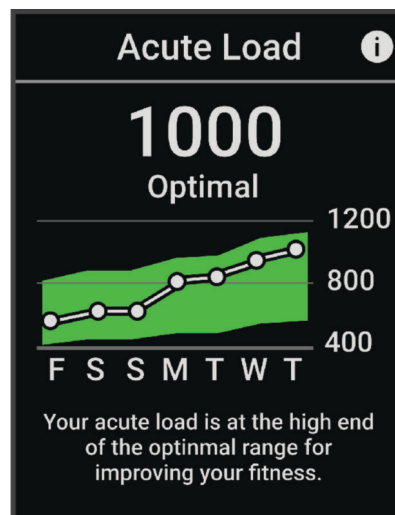 Acute Load i
1000
Optimal
1200
800
400
F S S M T W T
Your acute load is at the high end
of the optinmal range for
improving your fitness.